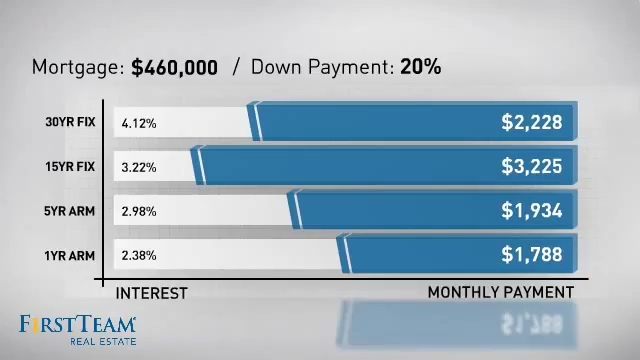 Mortgage: $460,000 / Down Payment: 20%
30YR FIX 4.12% $2,228
15YR FIX 3.22% $3,225
5YR ARM 2.98% $1,934
1YR ARM 2.38% $1,788
INTEREST MONTHLY PAYMENT
FIRSTTEAM®
REAL ESTATE